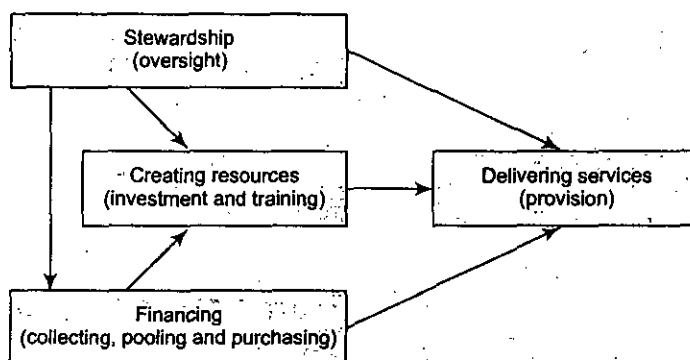 Stewardship
(oversight)
Creating resources
(investment and training)
Delivering services
(provision)
Financing
(collecting, pooling and purchasing)